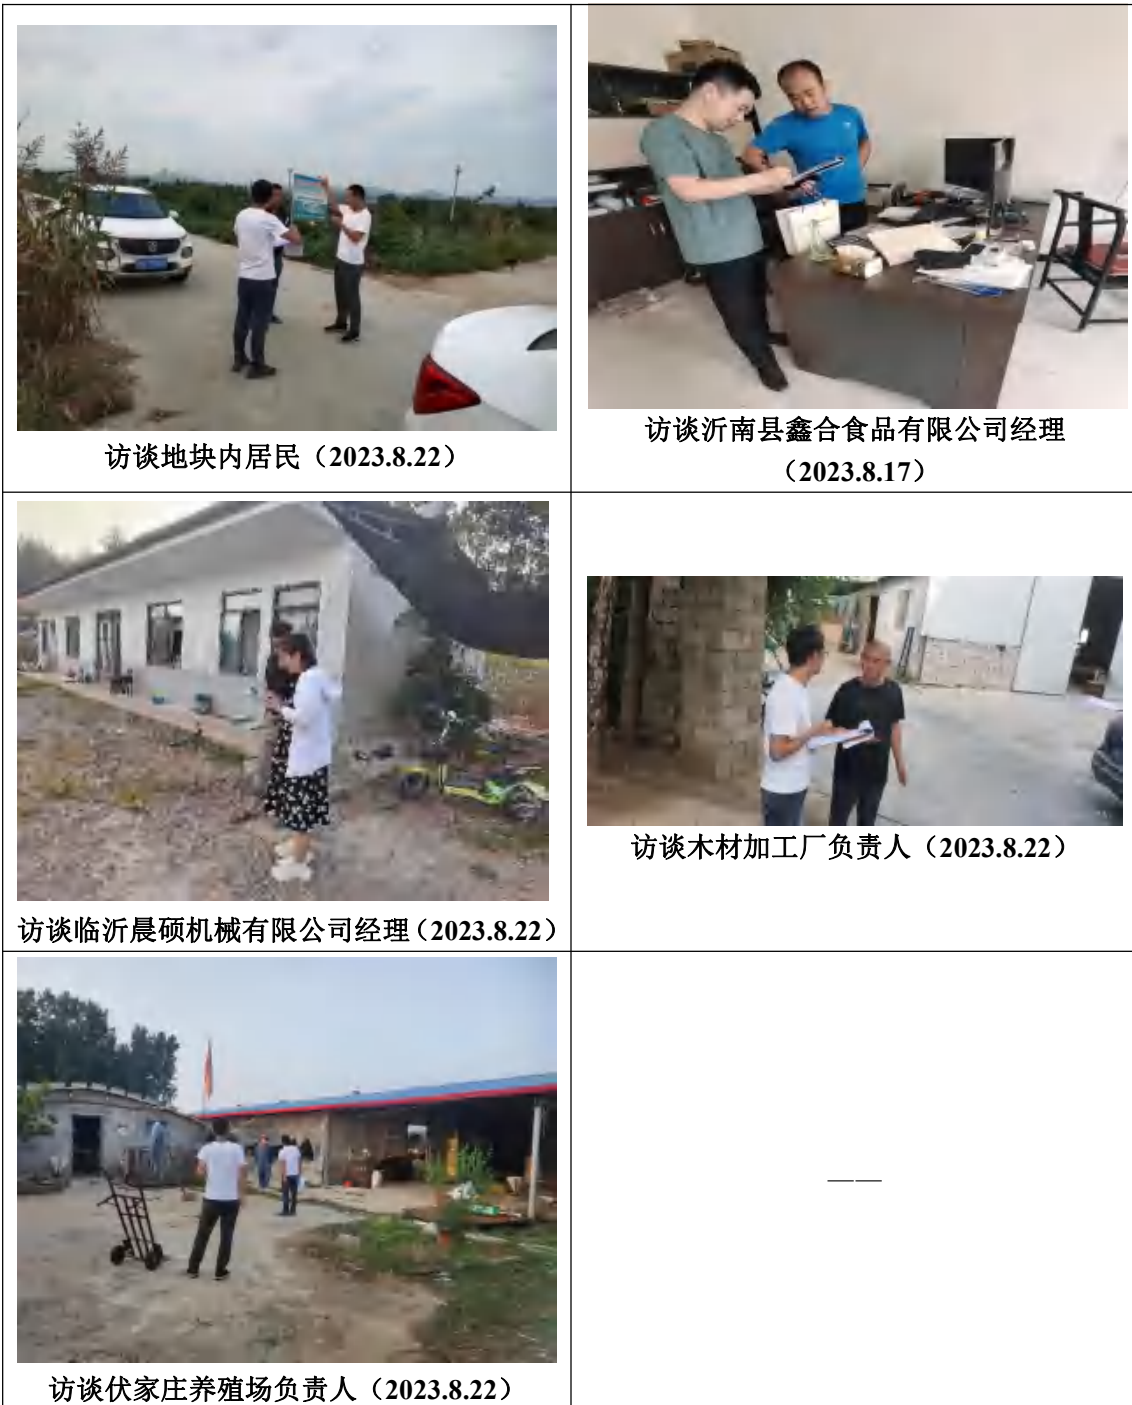 访谈地块内居民（2023.8.22）
访谈沂南县鑫合食品有限公司经理
（2023.8.17）
访谈临沂晨硕机械有限公司经理（2023.8.22）
访谈木材加工厂负责人（2023.8.22）
访谈伏家庄养殖场负责人（2023.8.22）
——